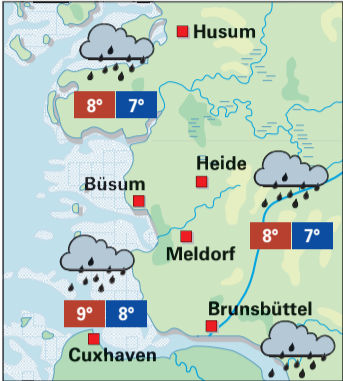 Husum
8° 7°
Heide
Büsum
8° 7°
Meldorf
9° 8°
Brunsbüttel
Cuxhaven